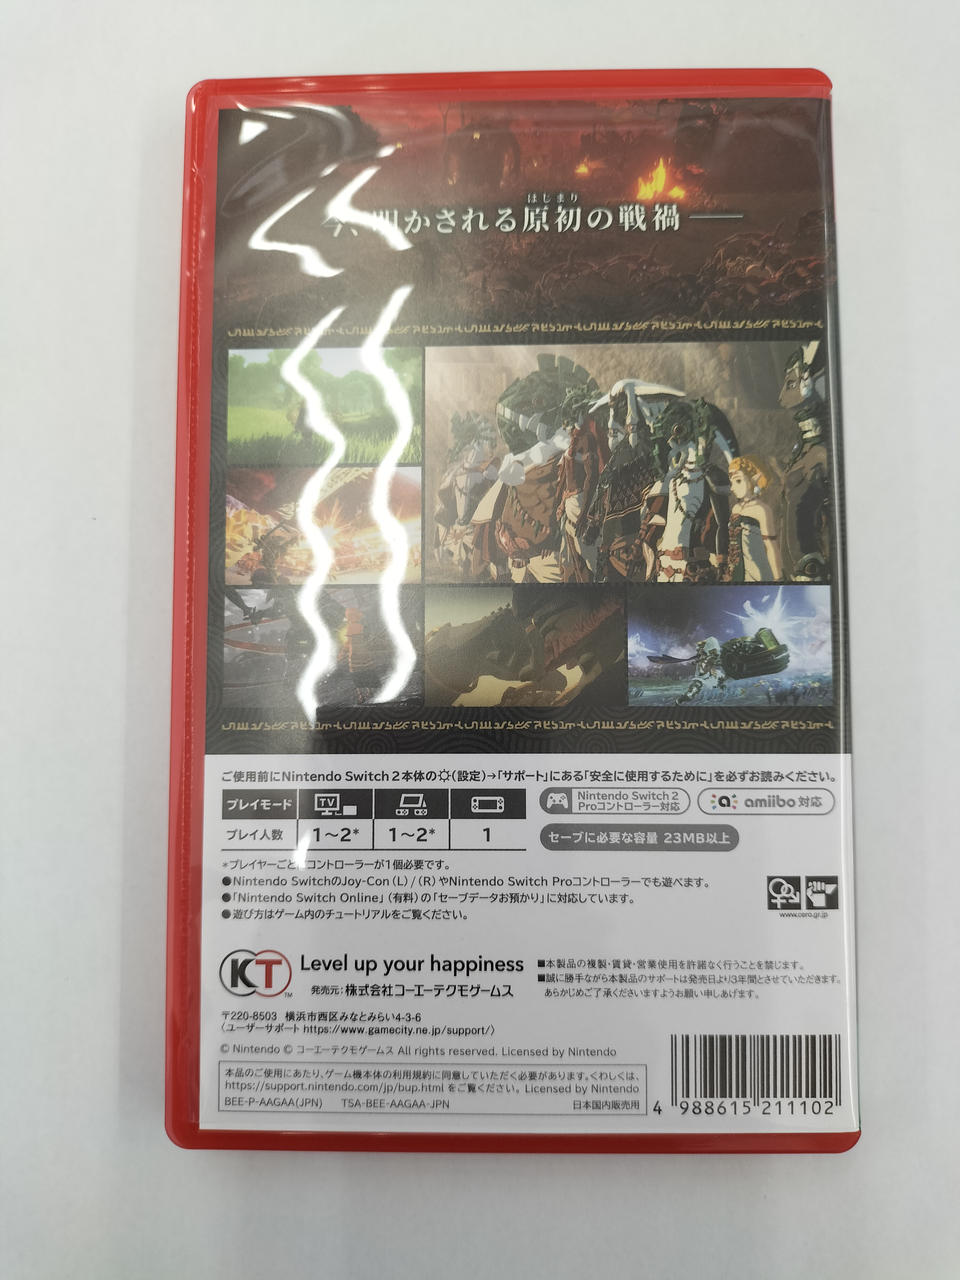 はじまり
今、明かされる原初の戦禍──
ご使用前にNintendo Switch 2本体の(設定)→「サポート」にある「安全に使用するために」を必ずお読みください。
プレイモード TV
プレイ人数 1～2* 1～2* 1
Nintendo Switch 2 Proコントローラー対応
amiibo 対応
セーブに必要な容量 23MB以上
*プレイヤーごとにコントローラーが1個必要です。
●Nintendo SwitchのJoy-Con (L) / (R) やNintendo Switch Proコントローラーでも遊べます。
●「Nintendo Switch Online」(有料) の「セーブデータお預かり」に対応しています。
●遊び方はゲーム内のチュートリアルをご覧ください。
www.cero.gr.jp
KT™
Level up your happiness
発売元: 株式会社コーエーテクモゲームス
■本製品の複製・賃貸・営業使用を許諾なく行うことを禁じます。
■誠に勝手ながら本製品のサポートは発売日より3年間とさせていただきます。
あらかじめご了承くださいますようお願い申しあげます。
〒220-8503 横浜市西区みなとみらい4-3-6
〈ユーザーサポート https://www.gamecity.ne.jp/support/〉
© Nintendo © コーエーテクモゲームス All rights reserved. Licensed by Nintendo
本品のご使用にあたり、ゲーム機本体の利用規約に同意していただく必要があります。くわしくは、
https://support.nintendo.com/jp/bup.html をご覧ください。 Licensed by Nintendo
BEE-P-AAGAA(JPN) TSA-BEE-AAGAA-JPN 日本国内販売用
4 988615 211102